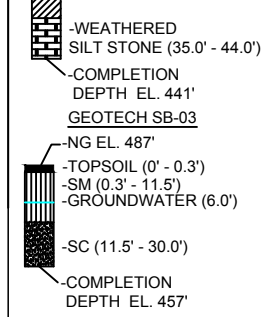 -WEATHERED
SILT STONE (35.0' - 44.0')
-COMPLETION
DEPTH EL. 441'
GEOTECH SB-03
-NG EL. 487'
-TOPSOIL (0' - 0.3')
-SM (0.3' - 11.5')
-GROUNDWATER (6.0')
-SC (11.5' - 30.0')
-COMPLETION
DEPTH EL. 457'